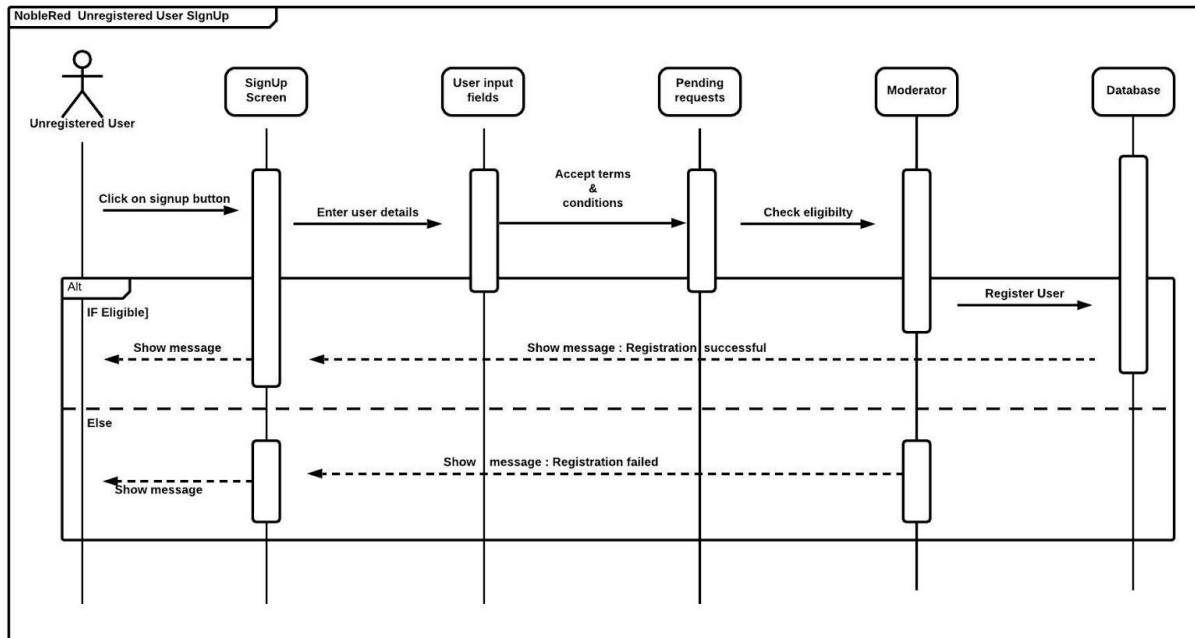 NobleRed Unregistered User SIgnUp
Unregistered User
SignUp
Screen
User input
fields
Pending
requests
Moderator
Database
Click on signup button
Enter user details
Accept terms
&
conditions
Check eligibilty
Alt
IF Eligible]
Register User
Show message
Show message : Registration successful
Else
Show message : Registration failed
Show message